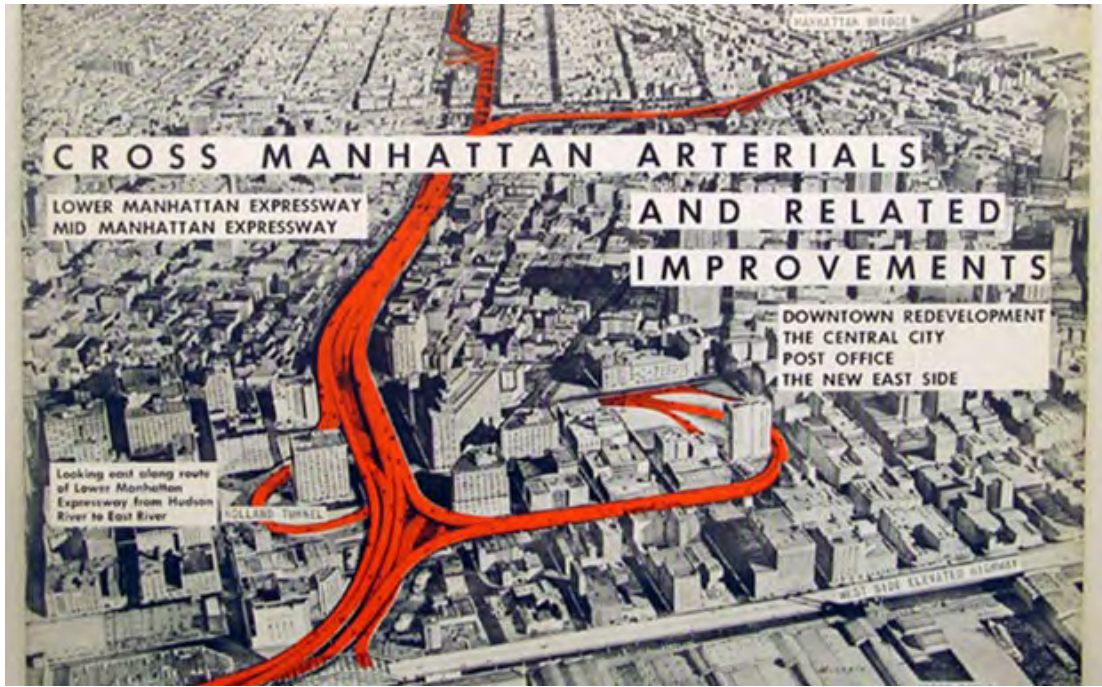 MANHATTAN BRIDGE
CROSS MANHATTAN ARTERIALS
LOWER MANHATTAN EXPRESSWAY
MID MANHATTAN EXPRESSWAY
AND RELATED
IMPROVEMENTS
DOWNTOWN REDEVELOPMENT
THE CENTRAL CITY
POST OFFICE
THE NEW EAST SIDE
Looking east along route
of Lower Manhattan
Expressway from Hudson
River to East River
HOLLAND TUNNEL
WEST SIDE ELEVATED HIGHWAY